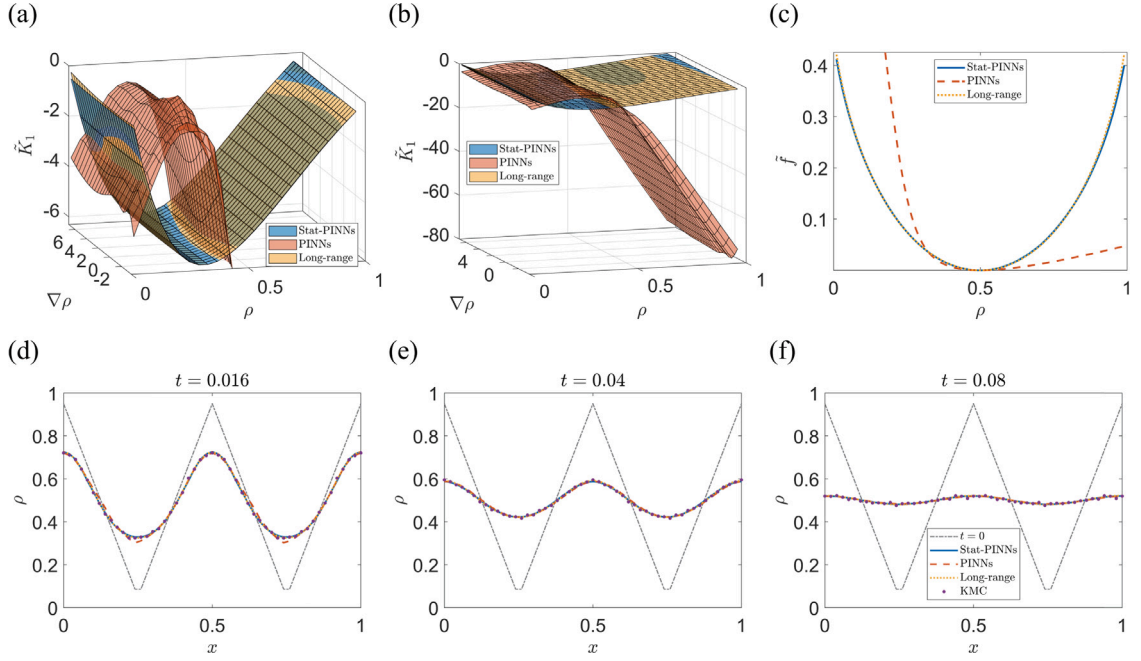 (a)
0
-2
-4
-6
K̃₁
6
4
2
0
-2
∇ρ
0
0.5
1
ρ
Stat-PINNs
PINNs
Long-range
(b)
0
-20
-40
-60
-80
K̃₁
4
0
∇ρ
0
0.5
1
ρ
Stat-PINNs
PINNs
Long-range
(c)
0.4
0.3
0.2
0.1
f̃
0
0.5
1
ρ
Stat-PINNs
PINNs
Long-range
(d)
t = 0.016
1
0.8
0.6
0.4
0.2
0
ρ
0
0.5
1
x
(e)
t = 0.04
1
0.8
0.6
0.4
0.2
0
ρ
0
0.5
1
x
(f)
t = 0.08
1
0.8
0.6
0.4
0.2
0
ρ
0
0.5
1
x
t = 0
Stat-PINNs
PINNs
Long-range
KMC